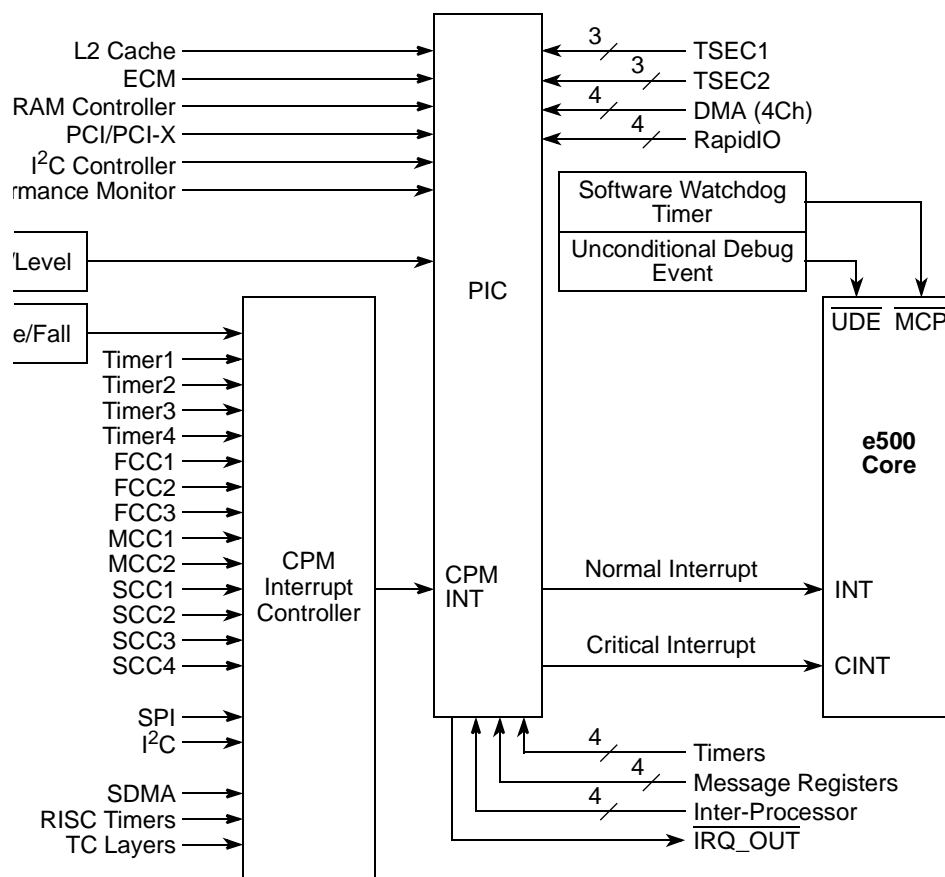 L2 Cache
ECM
RAM Controller
PCI/PCI-X
I²C Controller
rmance Monitor
/Level
e/Fall
Timer1
Timer2
Timer3
Timer4
FCC1
FCC2
FCC3
MCC1
MCC2
SCC1
SCC2
SCC3
SCC4
SPI
I²C
SDMA
RISC Timers
TC Layers
CPM
Interrupt
Controller
PIC
CPM
INT
3 TSEC1
3 TSEC2
4 DMA (4Ch)
4 RapidIO
Software Watchdog
Timer
Unconditional Debug
Event
UDE MCP
e500
Core
Normal Interrupt
INT
Critical Interrupt
CINT
4 Timers
4 Message Registers
4 Inter-Processor
IRQ_OUT